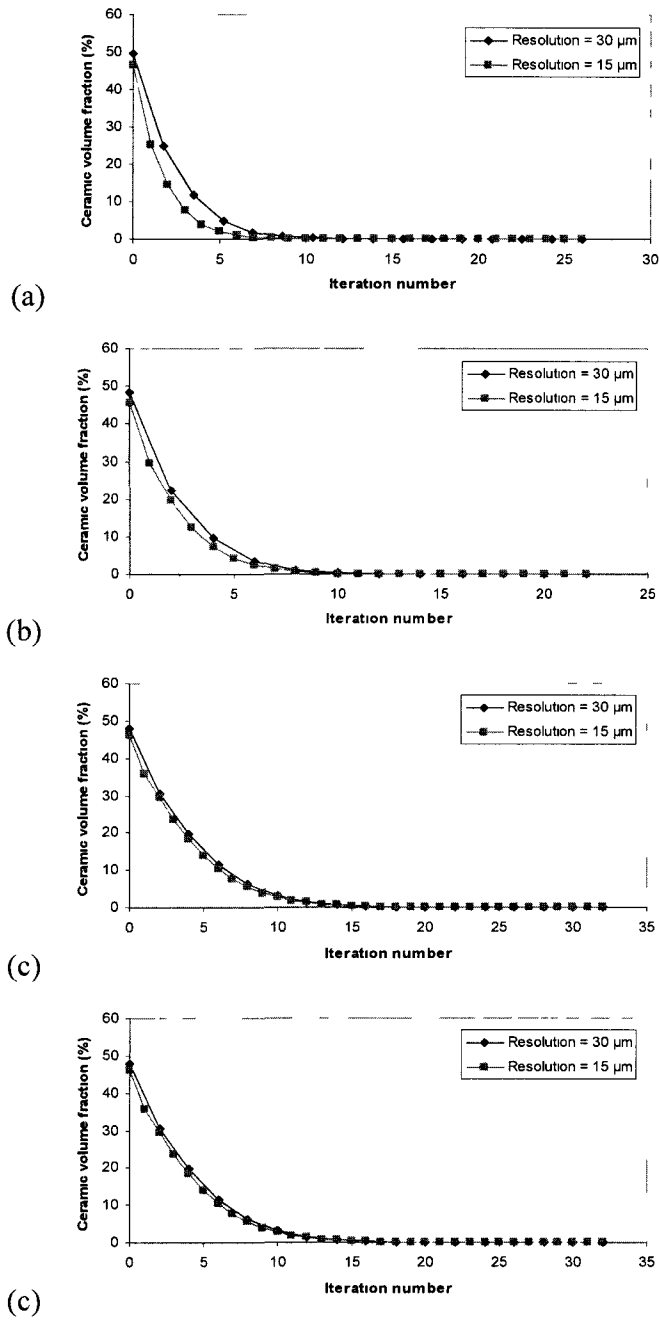 60
50
40
30
20
10
0
Ceramic volume fraction (%)
Resolution = 30 µm
Resolution = 15 µm
0 5 10 15 20 25 30
Iteration number
(a)
60
50
40
30
20
10
0
Ceramic volume fraction (%)
Resolution = 30 µm
Resolution = 15 µm
0 5 10 15 20 25
Iteration number
(b)
60
50
40
30
20
10
0
Ceramic volume fraction (%)
Resolution = 30 µm
Resolution = 15 µm
0 5 10 15 20 25 30 35
Iteration number
(c)
60
50
40
30
20
10
0
Ceramic volume fraction (%)
Resolution = 30 µm
Resolution = 15 µm
0 5 10 15 20 25 30 35
Iteration number
(c)